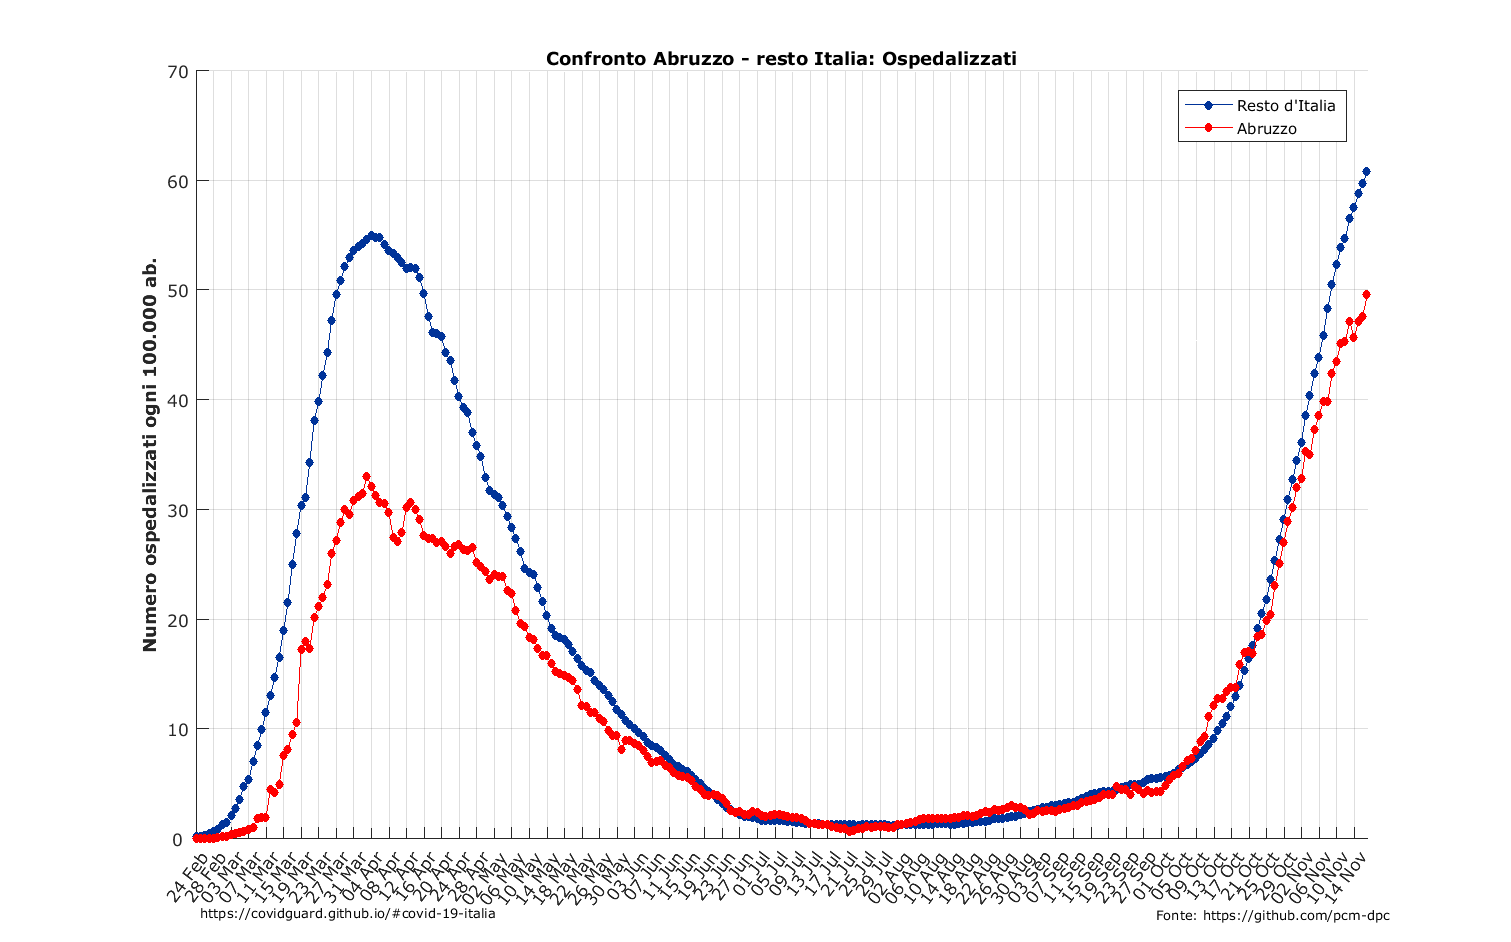 Confronto Abruzzo - resto Italia: Ospedalizzati
Resto d'Italia
Abruzzo
Numero ospedalizzati ogni 100.000 ab.
70
60
50
40
30
20
10
0
24 Feb
28 Feb
03 Mar
07 Mar
11 Mar
15 Mar
19 Mar
23 Mar
27 Mar
31 Mar
04 Apr
08 Apr
12 Apr
16 Apr
20 Apr
24 Apr
28 Apr
02 May
06 May
10 May
14 May
18 May
22 May
26 May
30 May
03 Jun
07 Jun
11 Jun
15 Jun
19 Jun
23 Jun
27 Jun
01 Jul
05 Jul
09 Jul
13 Jul
17 Jul
21 Jul
25 Jul
29 Jul
02 Aug
06 Aug
10 Aug
14 Aug
18 Aug
22 Aug
26 Aug
30 Aug
03 Sep
07 Sep
11 Sep
15 Sep
19 Sep
23 Sep
27 Sep
01 Oct
05 Oct
09 Oct
13 Oct
17 Oct
21 Oct
25 Oct
29 Oct
02 Nov
06 Nov
10 Nov
14 Nov
https://covidguard.github.io/#covid-19-italia
Fonte: https://github.com/pcm-dpc